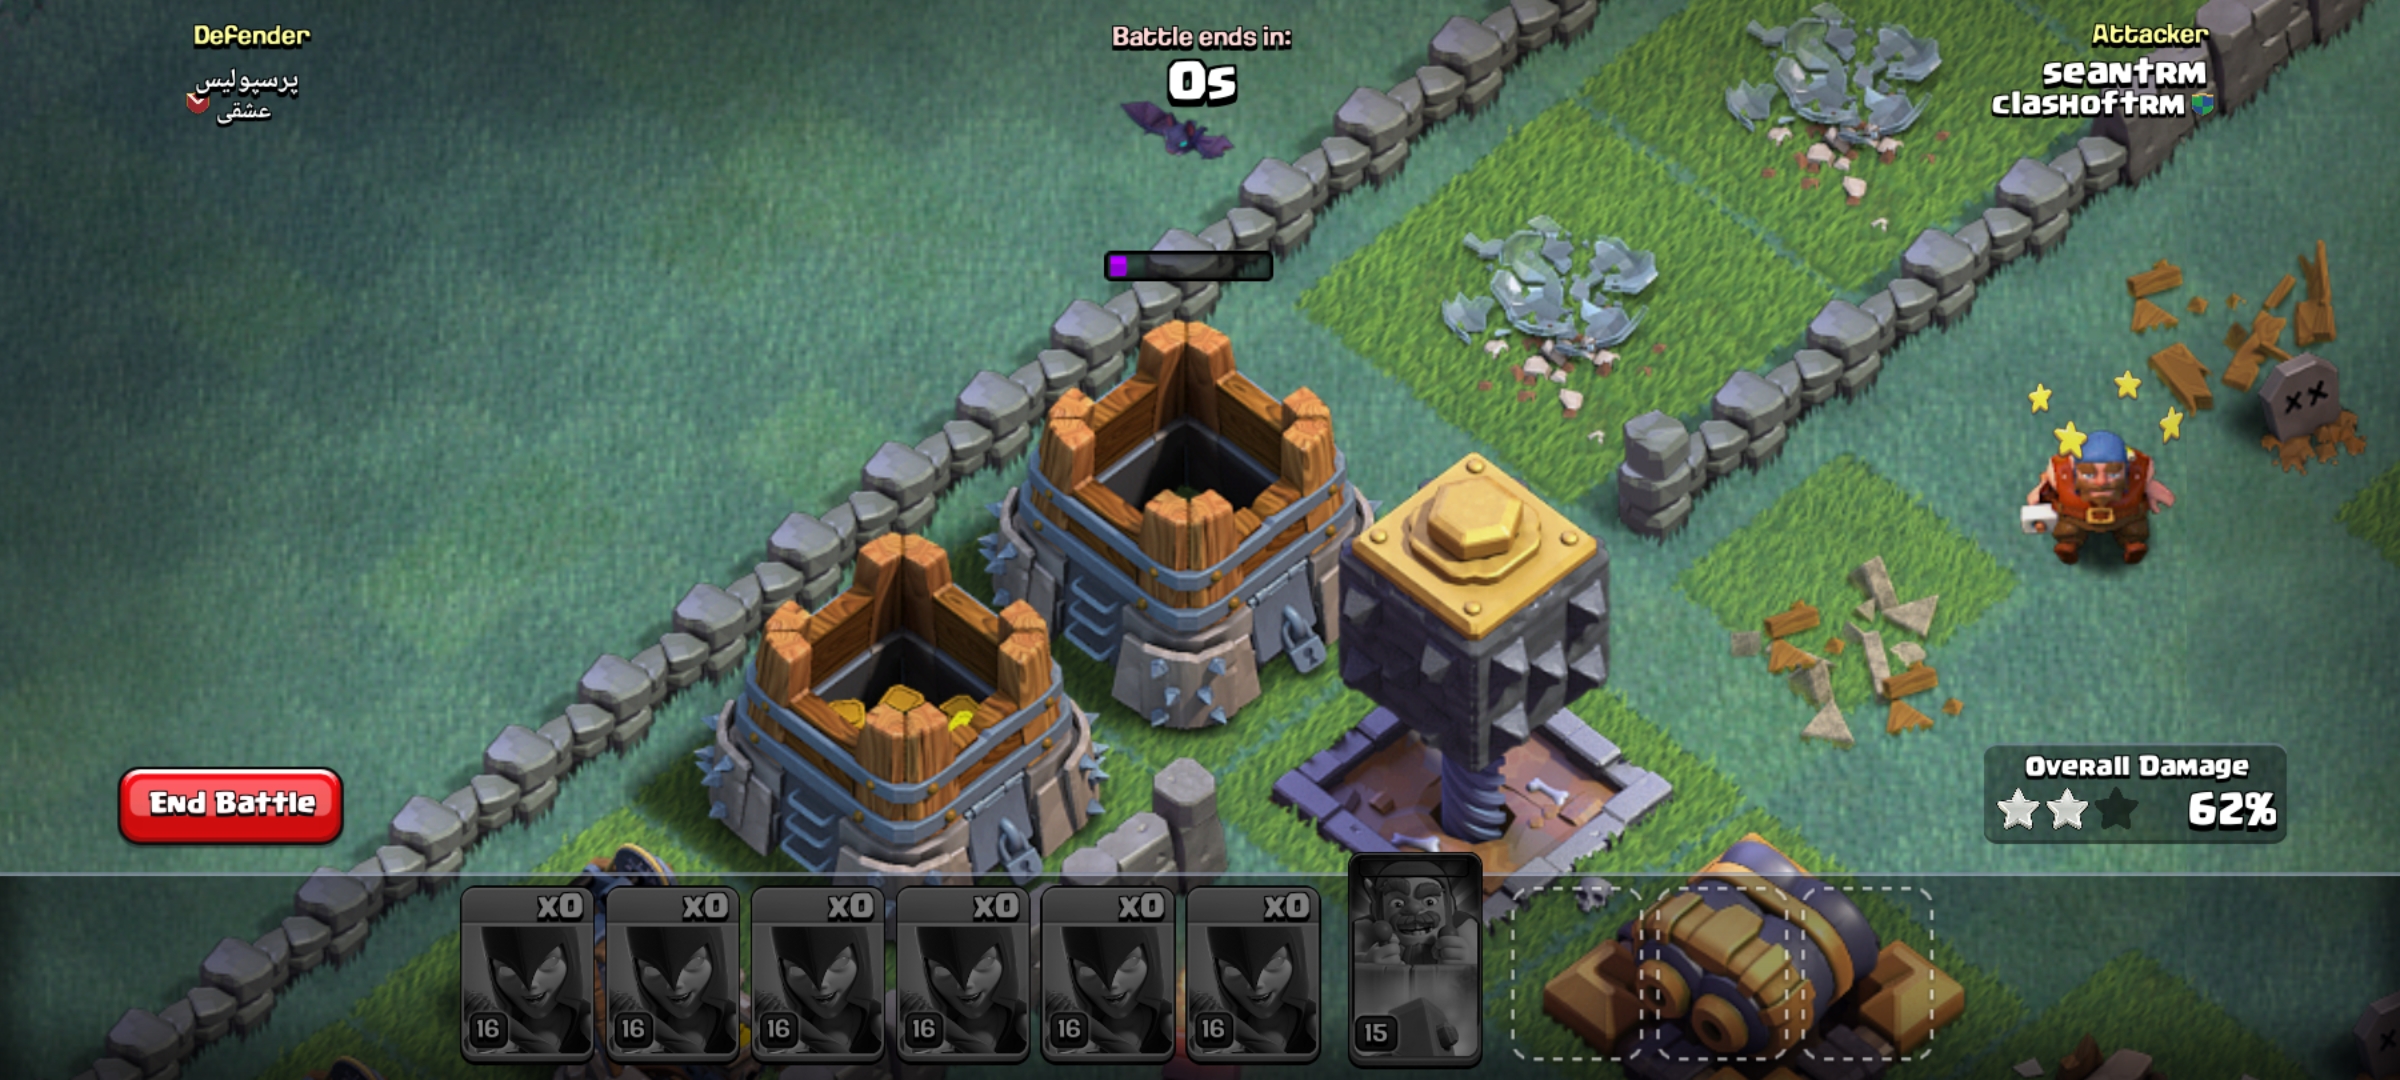 Defender
پرسپولیس
عشقی
Battle ends in:
0s
Attacker
seantRM
clashoftRM
End Battle
Overall Damage
62%
x0 x0 x0 x0 x0 x0
16 16 16 16 16 16 15